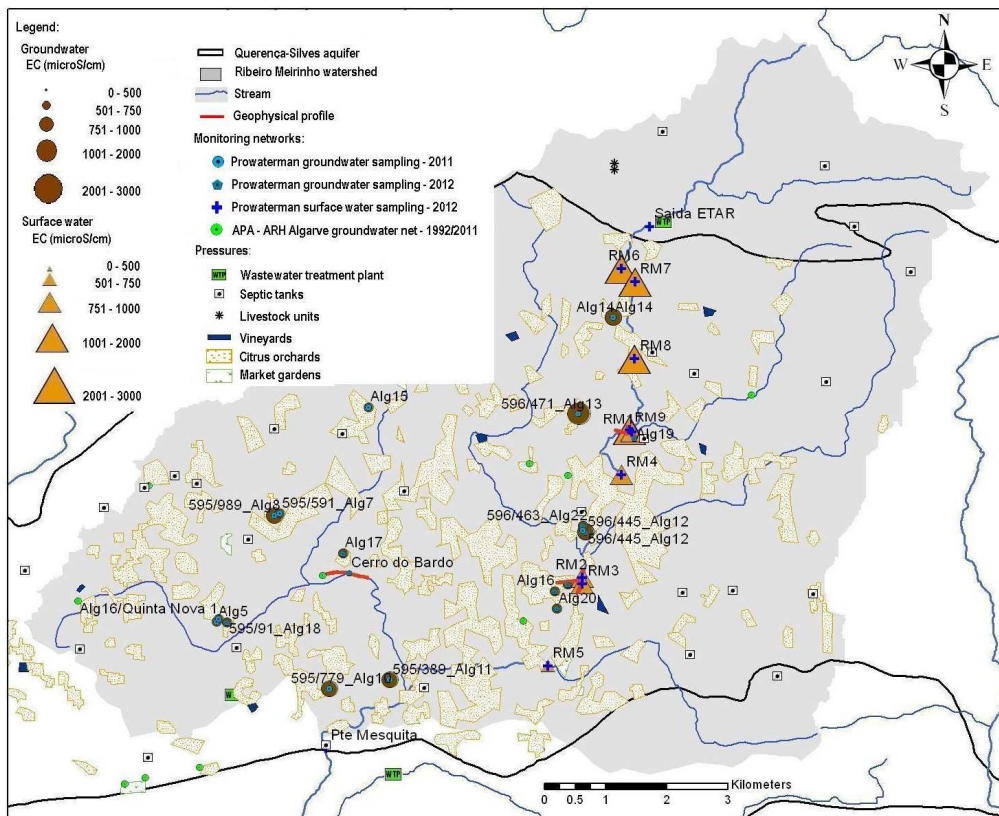 Legend:
Groundwater
EC (microS/cm)
0 - 500
501 - 750
751 - 1000
1001 - 2000
2001 - 3000
Surface water
EC (microS/cm)
0 - 500
501 - 750
751 - 1000
1001 - 2000
2001 - 3000
Querença-Silves aquifer
Ribeiro Meirinho watershed
Stream
Geophysical profile
Monitoring networks:
Prowaterman groundwater sampling - 2011
Prowaterman groundwater sampling - 2012
Prowaterman surface water sampling - 2012
APA - ARH Algarve groundwater net - 1992/2011
Pressures:
WTP Wastewater treatment plant
Septic tanks
Livestock units
Vineyards
Citrus orchards
Market gardens
N
W E
S
Saida ETAR
WTP
RM6
RM7
Alg14Alg14
RM8
Alg15
596/471_Alg13
RM1 RM9
Alg19
RM4
595/989_Alg8 595/591_Alg7
596/463_Alg22
596/445_Alg12
596/445_Alg12
Alg17
Cerro do Bardo
RM2
RM3
Alg16
Alg20
Alg16/Quinta Nova 1 Alg5
595/91_Alg18
RM5
595/389_Alg11
595/779_Alg1
Pte Mesquita
WTP
Kilometers
0 0.5 1 2 3